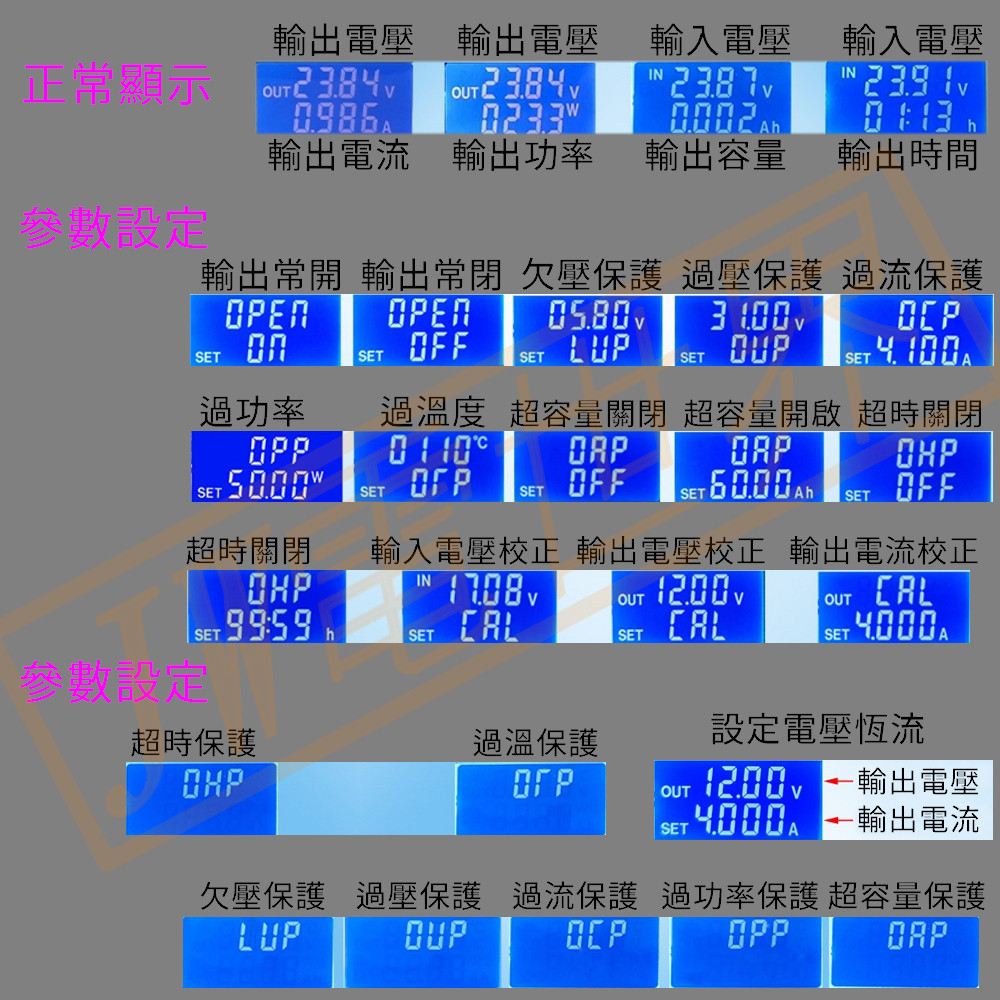 輸出電壓 輸出電壓 輸入電壓 輸入電壓
正常顯示
OUT 23.84 V OUT 23.84 V IN 23.87 V IN 23.91 V
0.986 A 023.3 W 0.002 Ah 01:13 h
輸出電流 輸出功率 輸出容量 輸出時間
參數設定
輸出常開 輸出常閉 欠壓保護 過壓保護 過流保護
OPEN OPEN 05.80 V 31.00 V OCP
SET ON SET OFF SET LUP SET OUP SET 4.100 A
過功率 過溫度 超容量關閉 超容量開啟 超時關閉
OPP 0110 ℃ OAP OAP OHP
SET 50.00 W SET OTP SET OFF SET 60.00 Ah SET OFF
超時關閉 輸入電壓校正 輸出電壓校正 輸出電流校正
OHP IN 17.08 V OUT 12.00 V OUT CAL
SET 99:59 h SET CAL SET CAL SET 4.000 A
參數設定
超時保護 過溫保護 設定電壓恆流
OHP OTP OUT 12.00 V ← 輸出電壓
SET 4.000 A ← 輸出電流
欠壓保護 過壓保護 過流保護 過功率保護 超容量保護
LUP OUP OCP OPP OAP